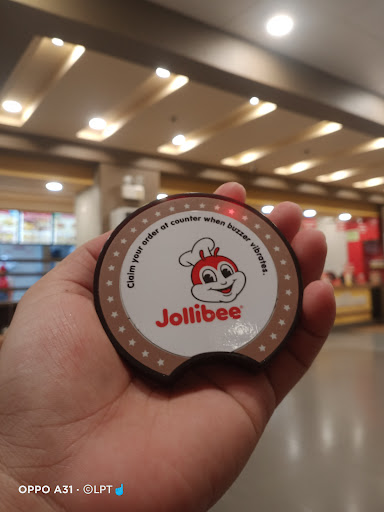 Claim your order at counter when buzzer vibrates.
Jollibee®
OPPO A31 · ©LPT☝